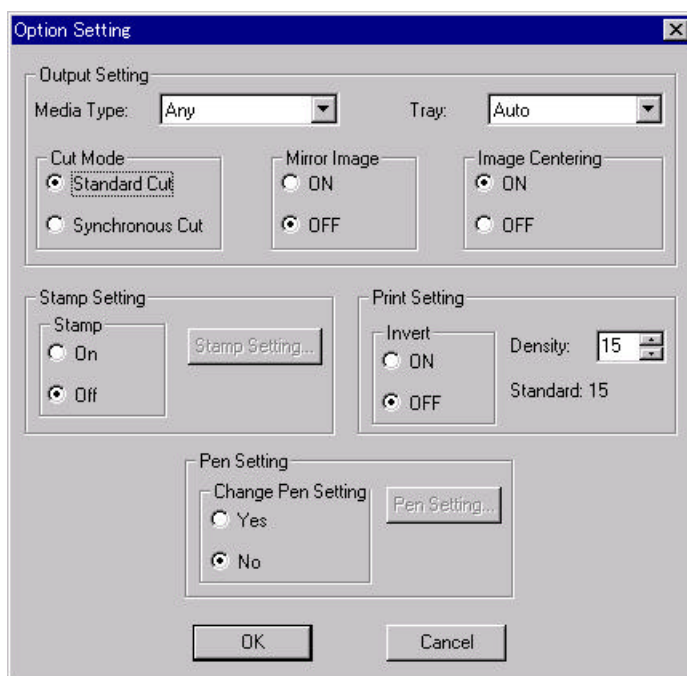 Option Setting
Output Setting
Media Type: Any Tray: Auto
Cut Mode Mirror Image Image Centering
Standard Cut ON ON
Synchronous Cut OFF OFF
Stamp Setting Print Setting
Stamp Invert
On Stamp Setting... ON Density: 15
Off OFF Standard: 15
Pen Setting
Change Pen Setting
Yes Pen Setting...
No
OK Cancel